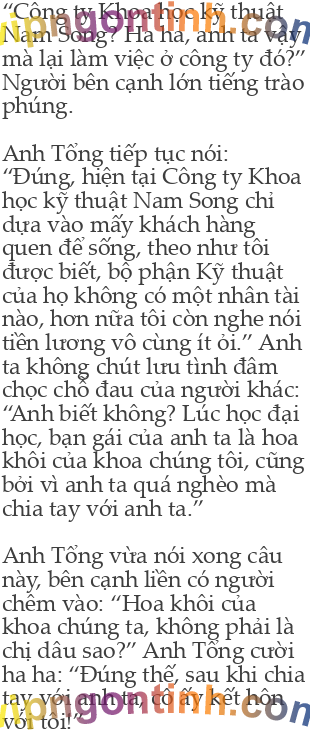 “Công ty Khoa học kỹ thuật
Nam Song? Ha ha, anh ta vậy
mà lại làm việc ở công ty đó?”
Người bên cạnh lớn tiếng trào
phúng.
Anh Tổng tiếp tục nói:
“Đúng, hiện tại Công ty Khoa
học kỹ thuật Nam Song chỉ
dựa vào mấy khách hàng
quen để sống, theo như tôi
được biết, bộ phận Kỹ thuật
của họ không có một nhân tài
nào, hơn nữa tôi còn nghe nói
tiền lương vô cùng ít ỏi.” Anh
ta không chút lưu tình đâm
chọc chỗ đau của người khác:
“Anh biết không? Lúc học đại
học, bạn gái của anh ta là hoa
khôi của khoa chúng tôi, cũng
bởi vì anh ta quá nghèo mà
chia tay với anh ta.”
Anh Tổng vừa nói xong câu
này, bên cạnh liền có người
chêm vào: “Hoa khôi của
khoa chúng ta, không phải là
chị dâu sao?” Anh Tổng cười
ha ha: “Đúng thế, sau khi chia
tay với anh ta, cô ấy kết hôn
với tôi!”
vipngontinh.com
vipngontinh.com